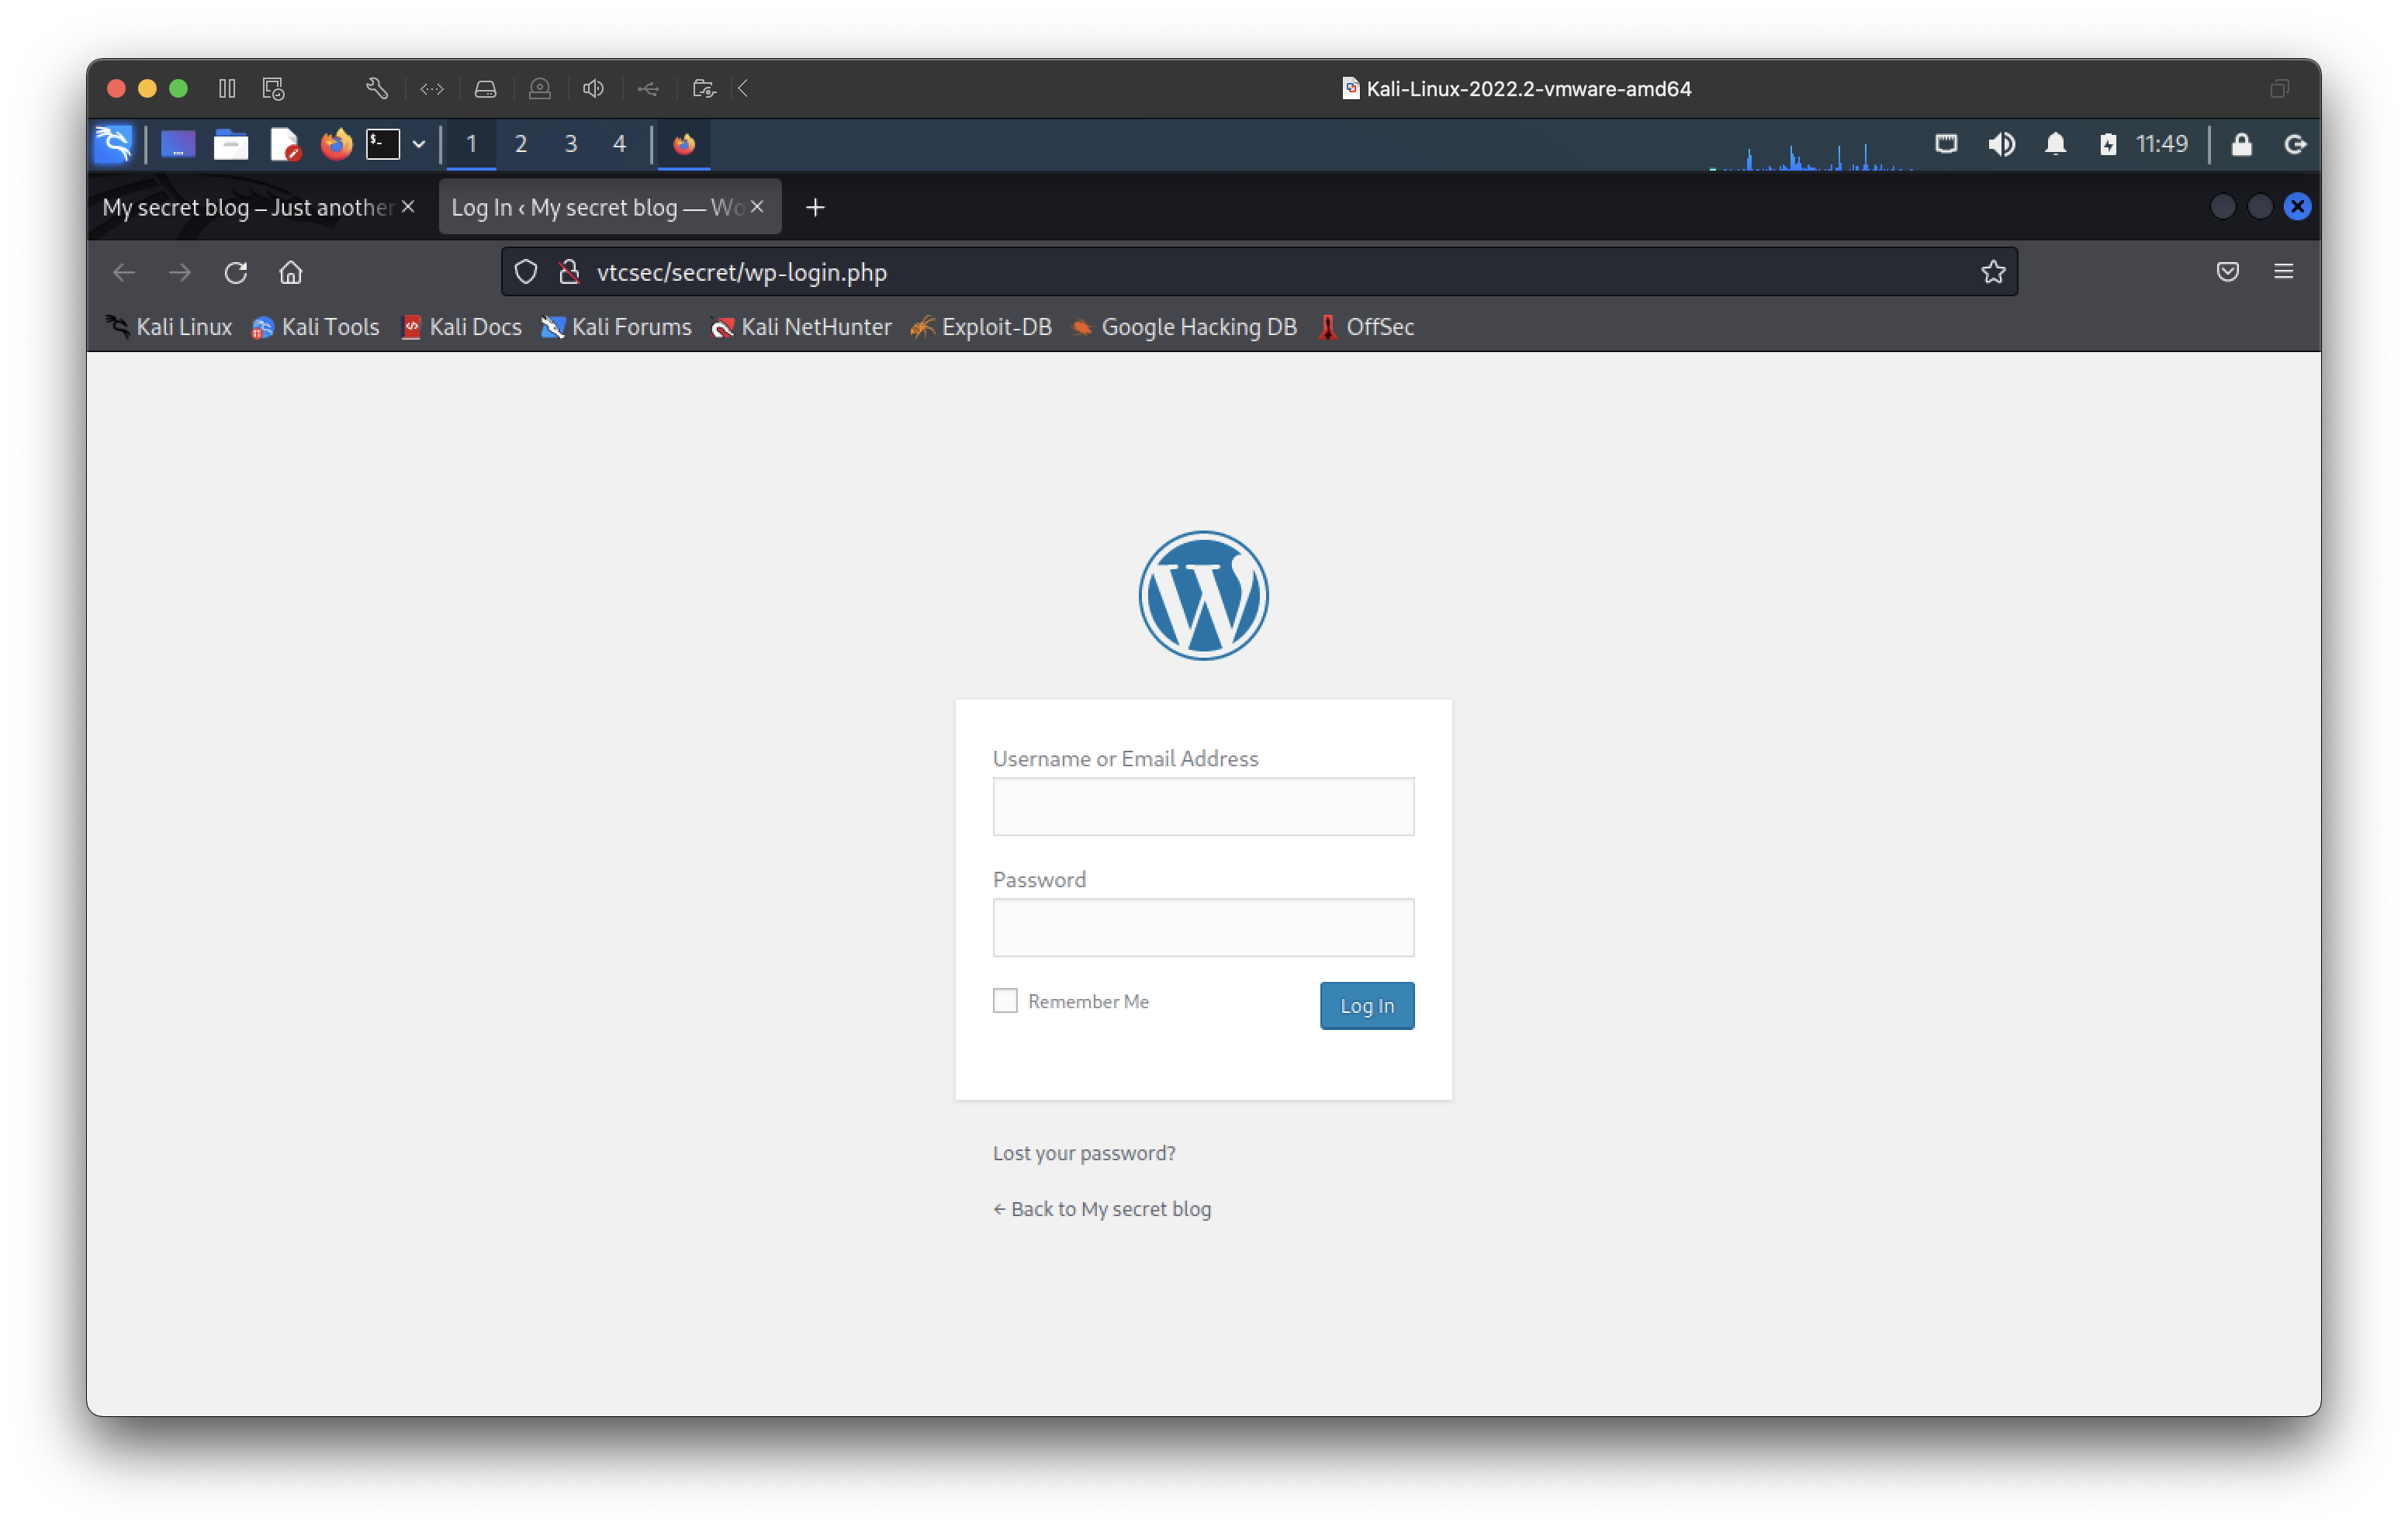 Kali-Linux-2022.2-vmware-amd64
1 2 3 4 11:49
My secret blog – Just another Log In ‹ My secret blog — Wo
vtcsec/secret/wp-login.php
Kali Linux Kali Tools Kali Docs Kali Forums Kali NetHunter Exploit-DB Google Hacking DB OffSec
Username or Email Address
Password
Remember Me Log In
Lost your password?
← Back to My secret blog